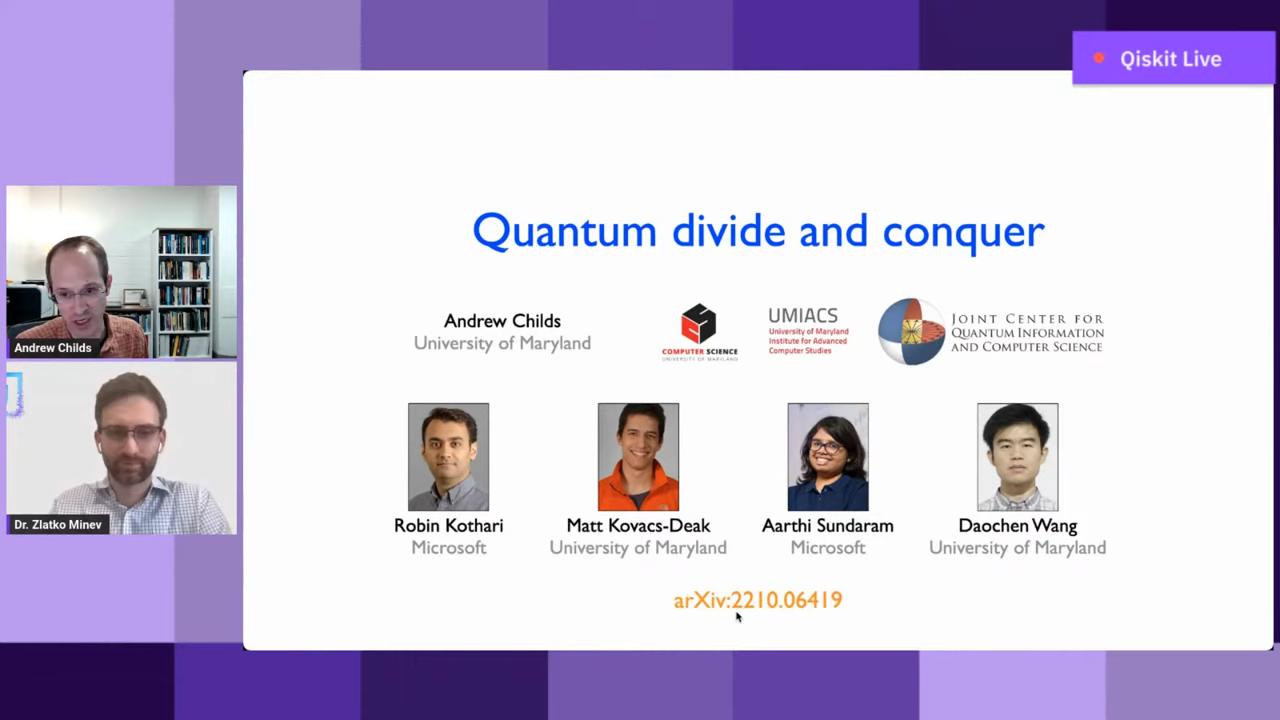 Qiskit Live
Quantum divide and conquer
Andrew Childs
University of Maryland
COMPUTER SCIENCE
UNIVERSITY OF MARYLAND
UMIACS
University of Maryland
Institute for Advanced
Computer Studies
JOINT CENTER FOR
QUANTUM INFORMATION
AND COMPUTER SCIENCE
Andrew Childs
Dr. Zlatko Minev
Robin Kothari
Microsoft
Matt Kovacs-Deak
University of Maryland
Aarthi Sundaram
Microsoft
Daochen Wang
University of Maryland
arXiv:2210.06419